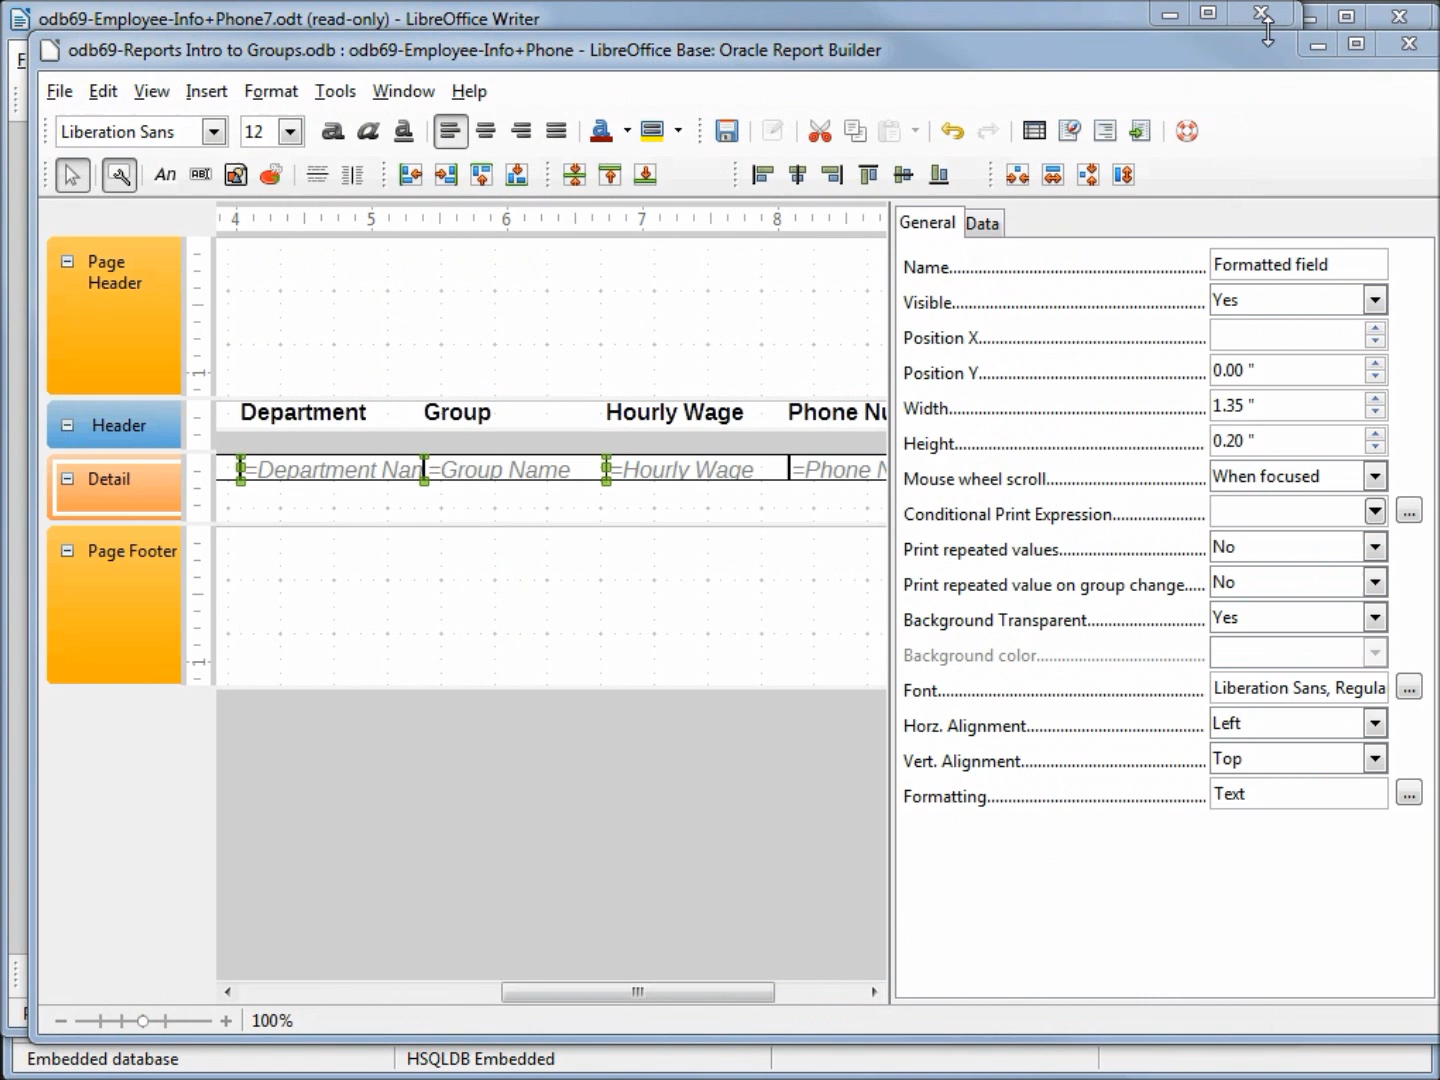 odb69-Employee-Info+Phone7.odt (read-only) - LibreOffice Writer
odb69-Reports Intro to Groups.odb : odb69-Employee-Info+Phone - LibreOffice Base: Oracle Report Builder
File Edit View Insert Format Tools Window Help
Liberation Sans 12 a a a a
An ABI
4 5 6 7 8
General Data
Page Header
1
Name Formatted field
Visible Yes
Position X
Position Y 0.00 "
Width 1.35 "
Height 0.20 "
Mouse wheel scroll When focused
Conditional Print Expression ...
Print repeated values No
Print repeated value on group change..... No
Background Transparent Yes
Background color
Font Liberation Sans, Regula ...
Horz. Alignment Left
Vert. Alignment Top
Formatting Text ...
Header
Department Group Hourly Wage Phone Nu
Detail
=Department Nan =Group Name =Hourly Wage =Phone N
Page Footer
1
100%
Embedded database HSQLDB Embedded